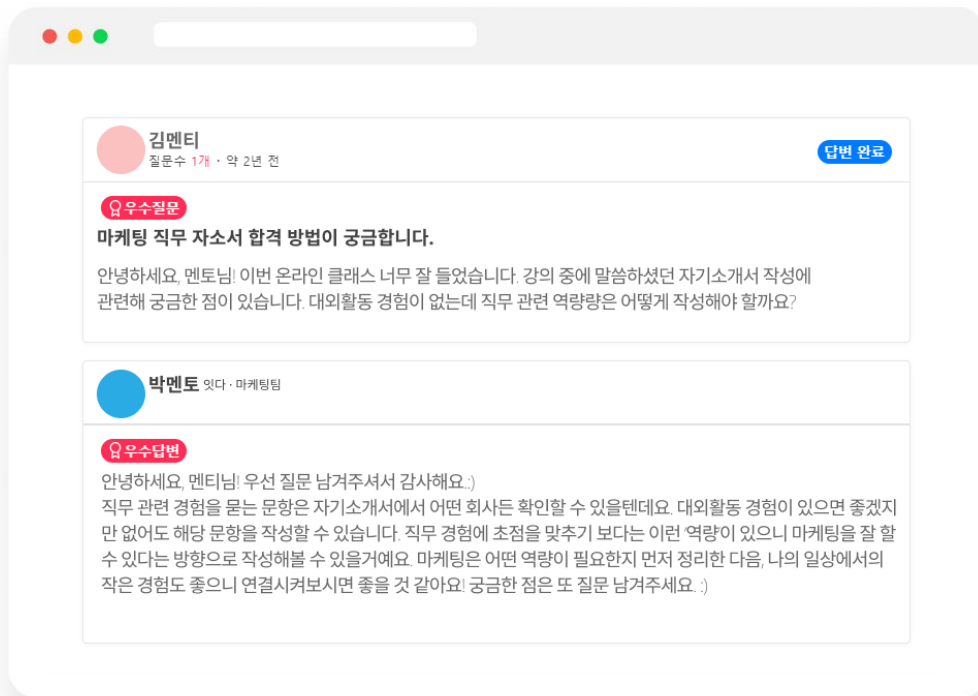 김멘티
질문수 1개 · 약 2년 전
답변 완료
우수질문
마케팅 직무 자소서 합격 방법이 궁금합니다.
안녕하세요, 멘토님! 이번 온라인 클래스 너무 잘 들었습니다. 강의 중에 말씀하셨던 자기소개서 작성에
관련해 궁금한 점이 있습니다. 대외활동 경험이 없는데 직무 관련 역량량은 어떻게 작성해야 할까요?
박멘토 잇다 · 마케팅팀
우수답변
안녕하세요, 멘티님! 우선 질문 남겨주셔서 감사해요.:)
직무 관련 경험을 묻는 문항은 자기소개서에서 어떤 회사든 확인할 수 있을텐데요. 대외활동 경험이 있으면 좋겠지
만 없어도 해당 문항을 작성할 수 있습니다. 직무 경험에 초점을 맞추기 보다는 이런 '역량이 있으니 마케팅을 잘 할
수 있다는 방향으로 작성해볼 수 있을거예요. 마케팅은 어떤 역량이 필요한지 먼저 정리한 다음, 나의 일상에서의
작은 경험도 좋으니 연결시켜보시면 좋을 것 같아요! 궁금한 점은 또 질문 남겨주세요. :)